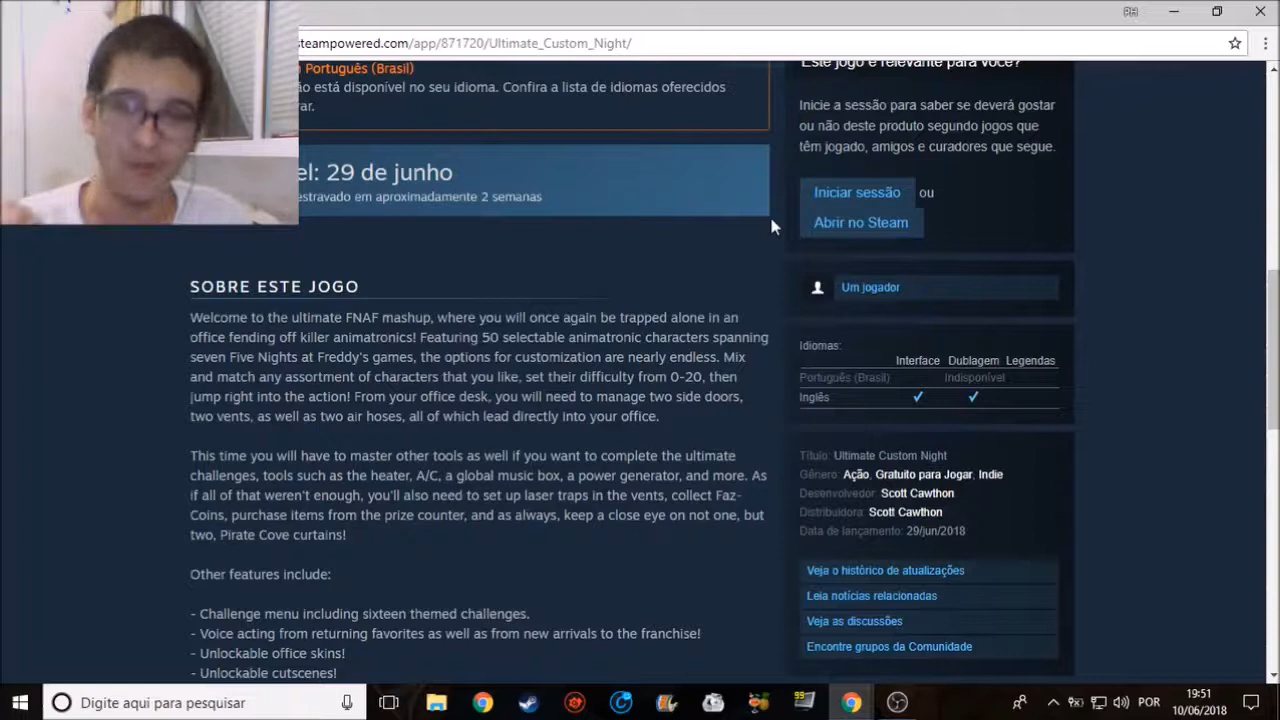 steampowered.com/app/871720/Ultimate_Custom_Night/
Português (Brasil)
ão está disponível no seu idioma. Confira a lista de idiomas oferecidos
rar.
el: 29 de junho
estravado em aproximadamente 2 semanas
SOBRE ESTE JOGO
Welcome to the ultimate FNAF mashup, where you will once again be trapped alone in an
office fending off killer animatronics! Featuring 50 selectable animatronic characters spanning
seven Five Nights at Freddy's games, the options for customization are nearly endless. Mix
and match any assortment of characters that you like, set their difficulty from 0-20, then
jump right into the action! From your office desk, you will need to manage two side doors,
two vents, as well as two air hoses, all of which lead directly into your office.
This time you will have to master other tools as well if you want to complete the ultimate
challenges, tools such as the heater, A/C, a global music box, a power generator, and more. As
if all of that weren't enough, you'll also need to set up laser traps in the vents, collect Faz-
Coins, purchase items from the prize counter, and as always, keep a close eye on not one, but
two, Pirate Cove curtains!
Other features include:
- Challenge menu including sixteen themed challenges.
- Voice acting from returning favorites as well as from new arrivals to the franchise!
- Unlockable office skins!
- Unlockable cutscenes!
Este jogo é relevante para você?
Inicie a sessão para saber se deverá gostar
ou não deste produto segundo jogos que
têm jogado, amigos e curadores que segue.
Iniciar sessão ou
Abrir no Steam
Um jogador
Idiomas:
Interface Dublagem Legendas
Português (Brasil) Indisponível
Inglês ✓ ✓
Título: Ultimate Custom Night
Gênero: Ação, Gratuito para Jogar, Indie
Desenvolvedor: Scott Cawthon
Distribuidora: Scott Cawthon
Data de lançamento: 29/jun/2018
Veja o histórico de atualizações
Leia notícias relacionadas
Veja as discussões
Encontre grupos da Comunidade
Digite aqui para pesquisar
99
POR
19:51
10/06/2018